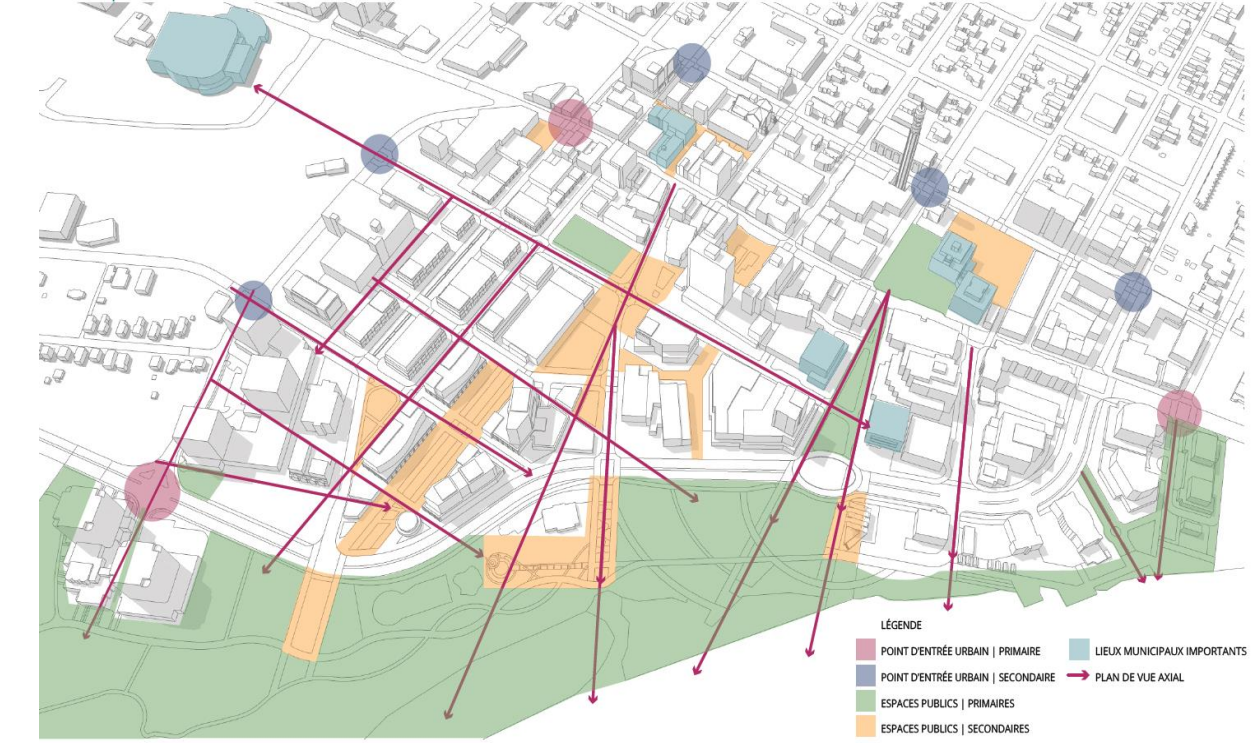 LÉGENDE
POINT D'ENTRÉE URBAIN | PRIMAIRE
LIEUX MUNICIPAUX IMPORTANTS
POINT D'ENTRÉE URBAIN | SECONDAIRE
PLAN DE VUE AXIAL
ESPACES PUBLICS | PRIMAIRES
ESPACES PUBLICS | SECONDAIRES